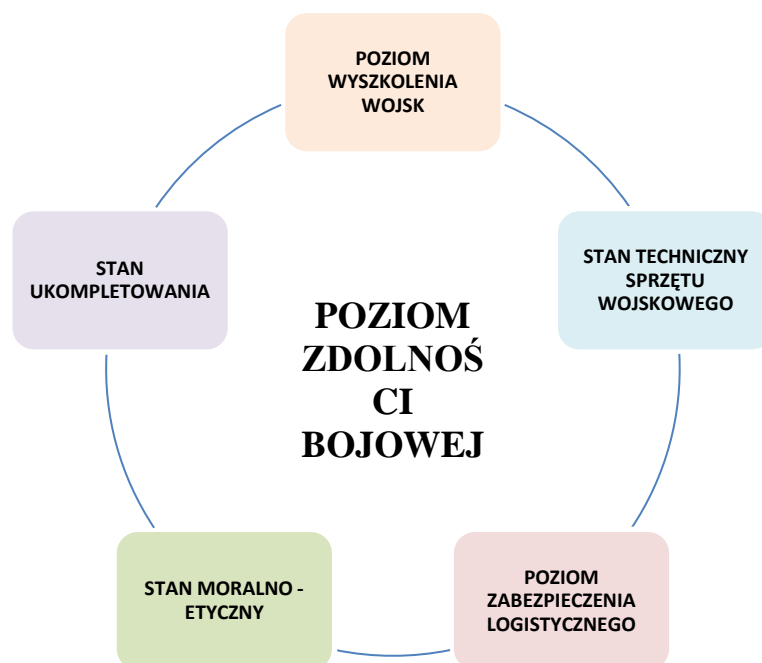 POZIOM
WYSZKOLENIA
WOJSK
STAN TECHNICZNY
SPRZĘTU
WOJSKOWEGO
POZIOM
ZABEZPIECZENIA
LOGISTYCZNEGO
STAN MORALNO -
ETYCZNY
STAN
UKOMPLETOWANIA
POZIOM
ZDOLNOŚ
CI
BOJOWEJ